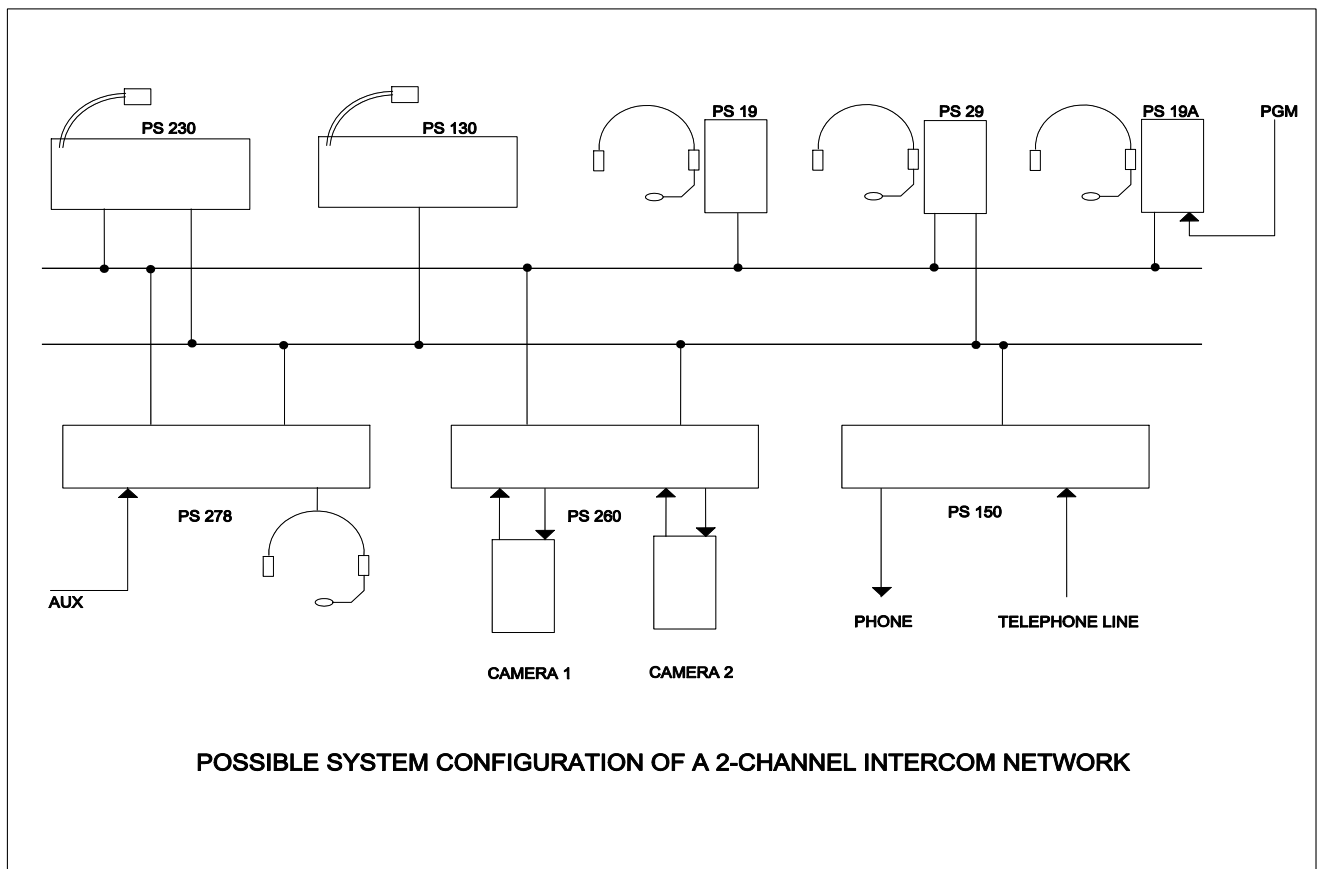 PS 230
PS 130
PS 19
PS 29
PS 19A
PGM
PS 278
PS 260
PS 150
AUX
PHONE
TELEPHONE LINE
CAMERA 1
CAMERA 2
POSSIBLE SYSTEM CONFIGURATION OF A 2-CHANNEL INTERCOM NETWORK